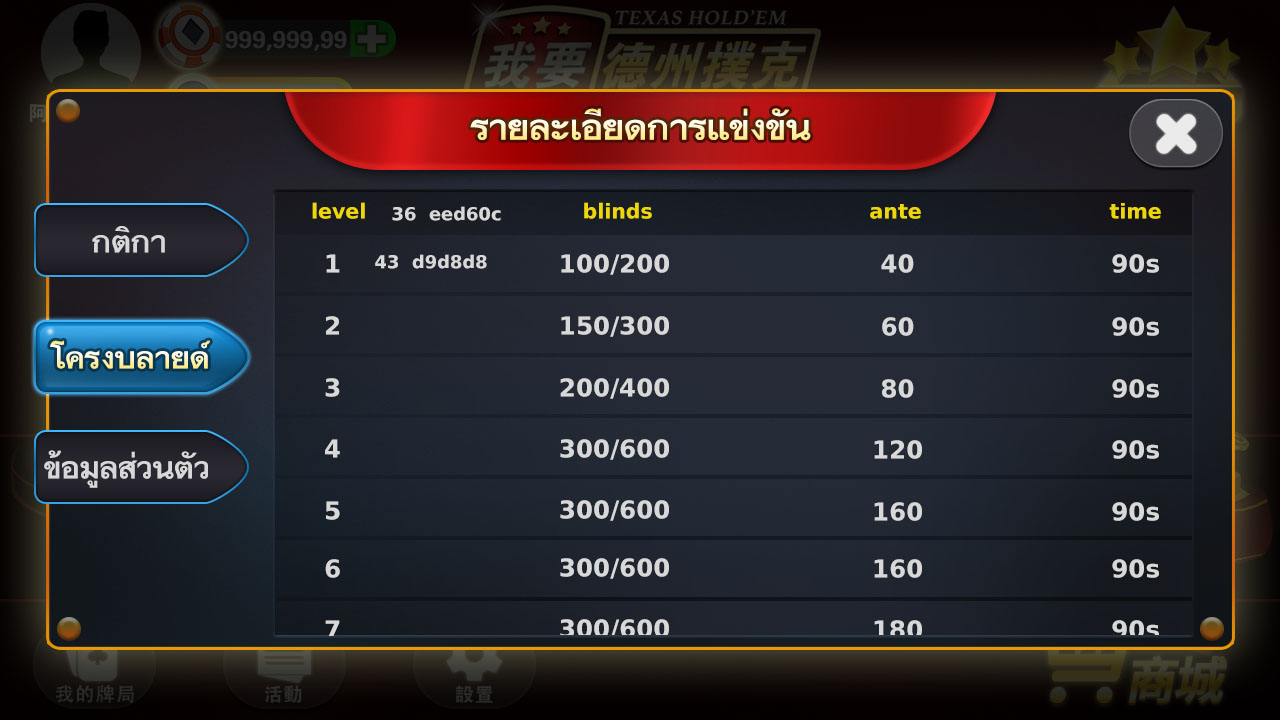 TEXAS HOLD'EM
999,999,99
我要 德州撲克
阿
รายละเอียดการแข่งขัน
กติกา
โครงบลายด์
ข้อมูลส่วนตัว
level 36 eed60c blinds ante time
1 43 d9d8d8 100/200 40 90s
2 150/300 60 90s
3 200/400 80 90s
4 300/600 120 90s
5 300/600 160 90s
6 300/600 160 90s
7 300/600 180 90s
我的牌局 活動 設置 商城